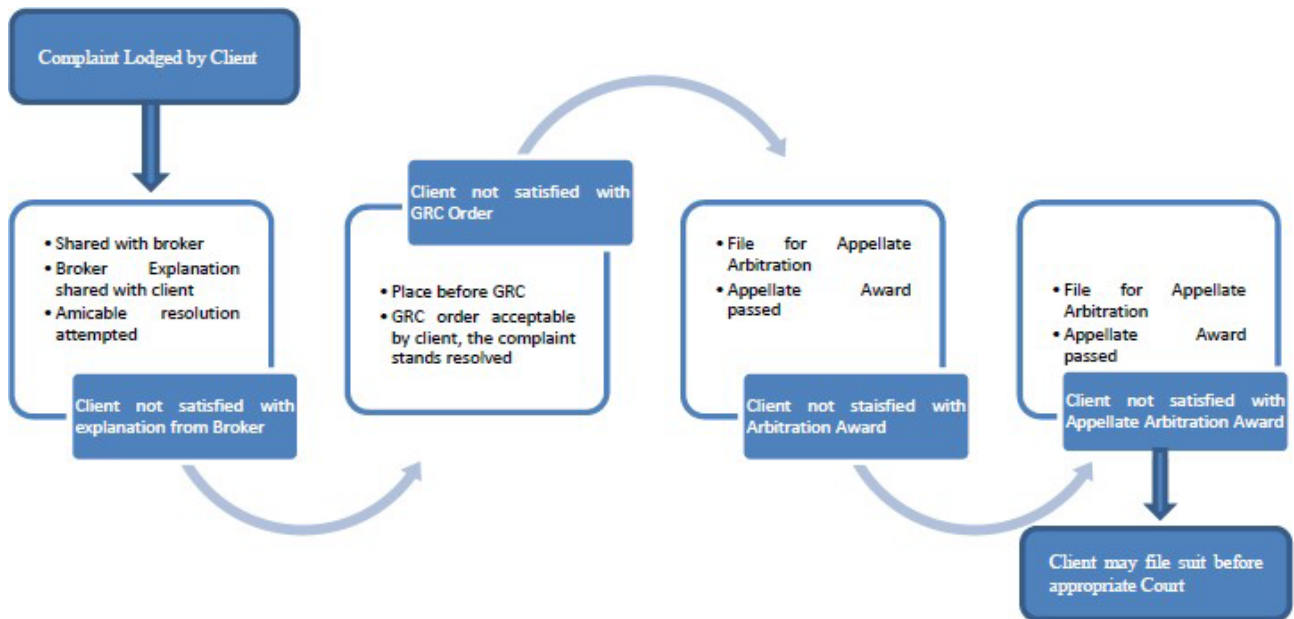 Complaint Lodged by Client
• Shared with broker
• Broker Explanation
shared with client
• Amicable resolution
attempted
Client not satisfied with
explanation from Broker
Client not satisfied with
GRC Order
• Place before GRC
• GRC order acceptable
by client, the complaint
stands resolved
• File for Appellate
Arbitration
• Appellate Award
passed
Client not staisfied with
Arbitration Award
• File for Appellate
Arbitration
• Appellate Award
passed
Client not satisfied with
Appellate Arbitration Award
Client may file suit before
appropriate Court